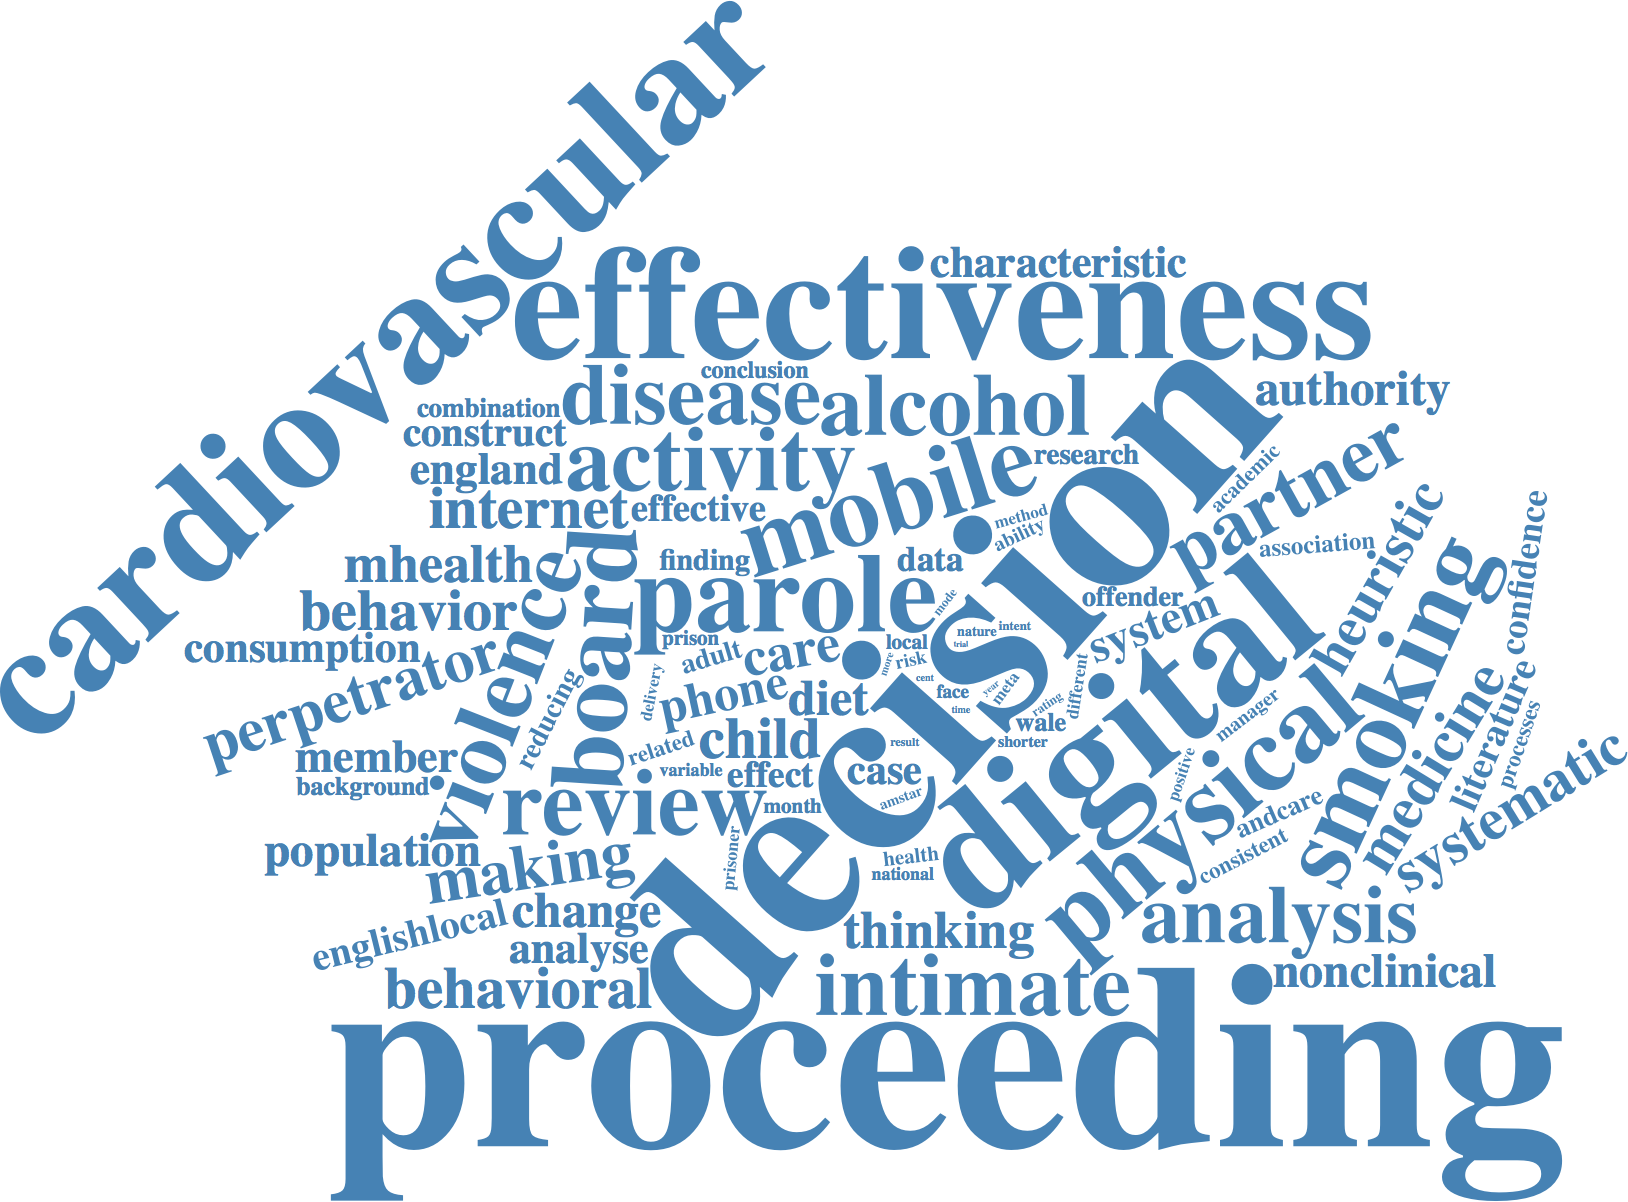 cardiovascular
characteristic
effectiveness
conclusion
disease
alcohol
authority
combination
construct
england
activity
mobile
research
academic
partner
internet
effective
method
ability
decision
association
heuristic
confidence
mhealth
finding
data
behavior
violence
board
parole
mode
offender
system
digital
smoking
consumption
perpetrator
prison
adult
care
local
nature
intent
trial
risk
more
cent
face
year
meta
time
rating
different
delivery
phone
diet
wale
manager
physical
medicine
literature
processes
systematic
reducing
member
background
related
child
result
shorter
variable
effect
case
positive
amstar
month
review
andcare
consistent
population
making
prisoner
health
national
englishlocal
change
analyse
thinking
analysis
behavioral
intimate
nonclinical
proceeding